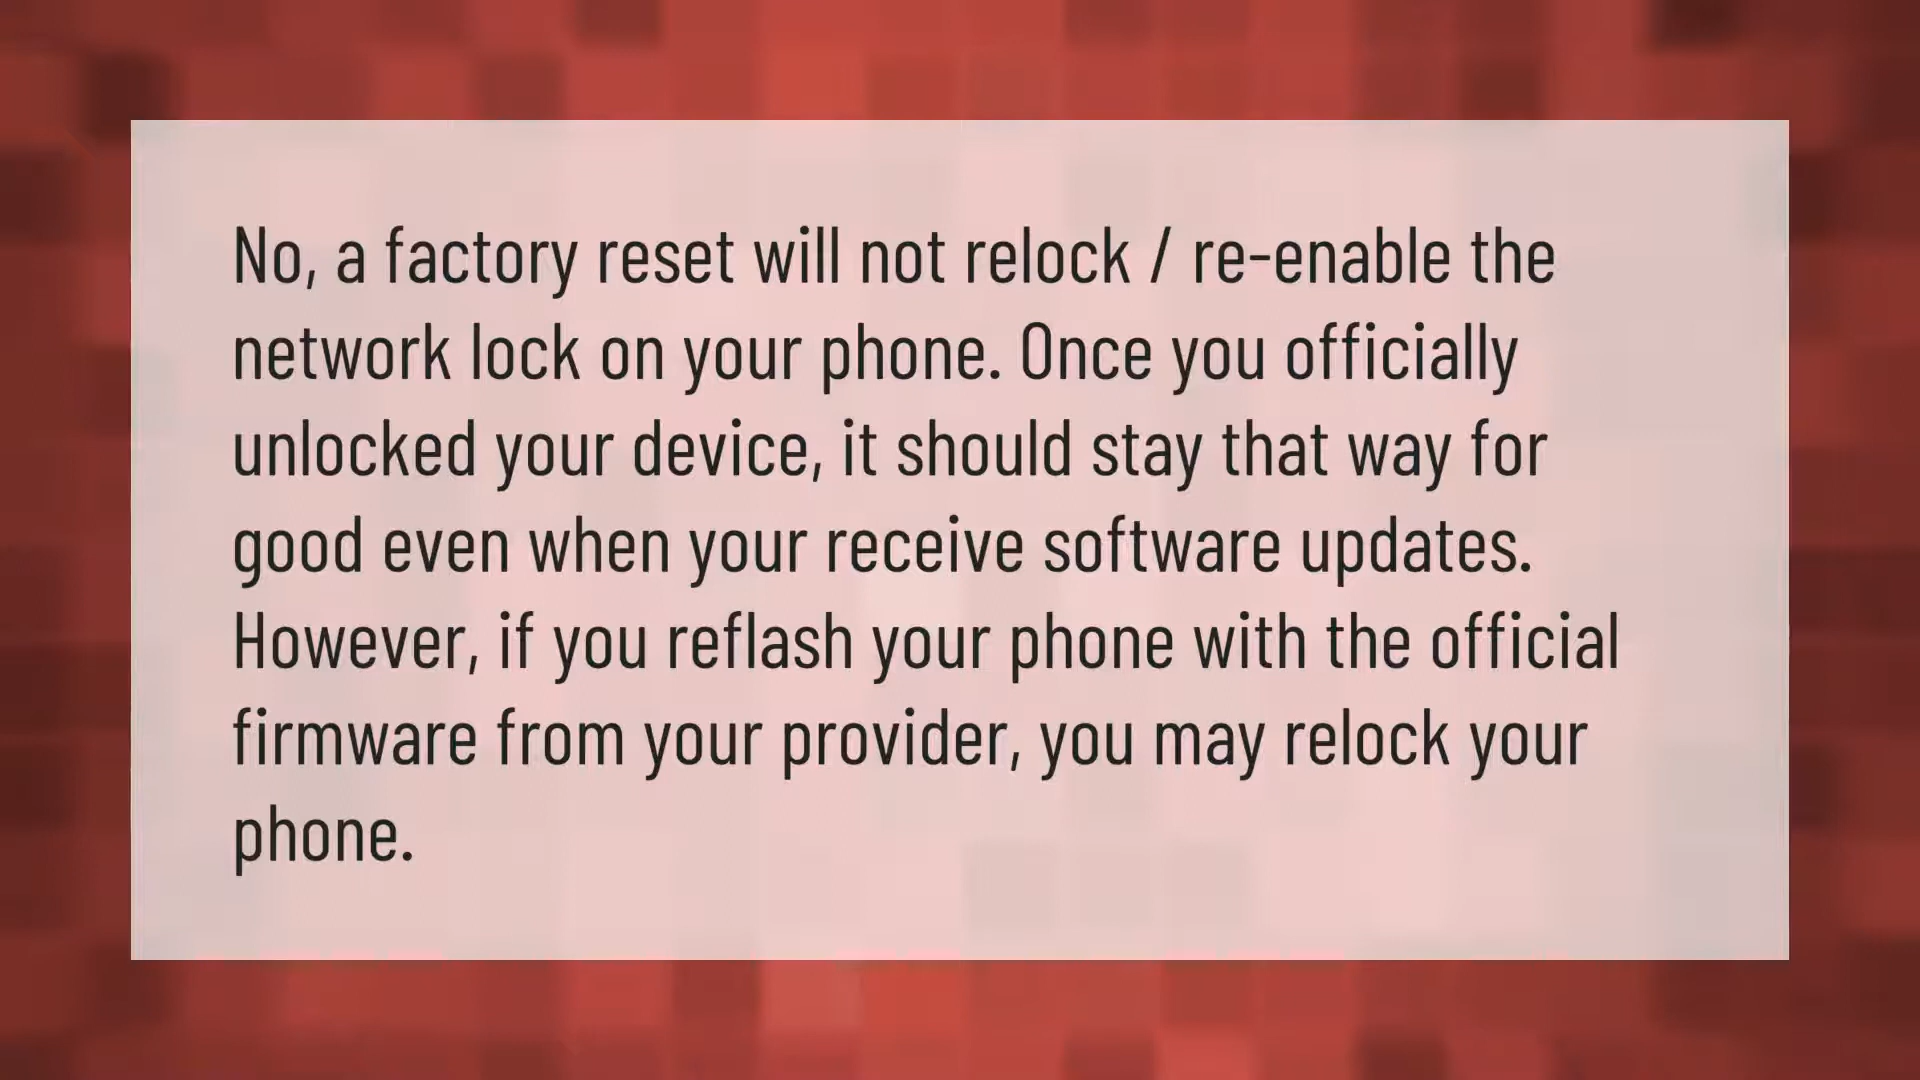 No, a factory reset will not relock / re-enable the
network lock on your phone. Once you officially
unlocked your device, it should stay that way for
good even when your receive software updates.
However, if you reflash your phone with the official
firmware from your provider, you may relock your
phone.